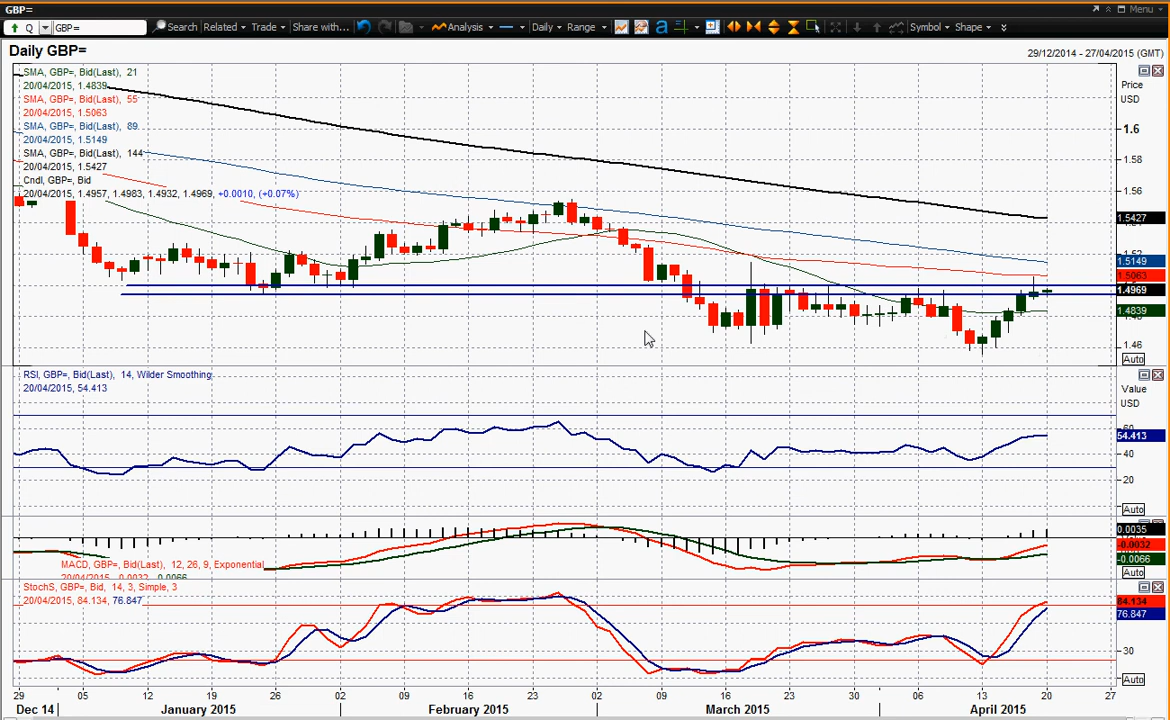 GBP=
Menu
Q GBP= Search Related Trade Share with... Analysis Daily Range a Symbol Shape
Daily GBP=
29/12/2014 - 27/04/2015 (GMT)
SMA, GBP=, Bid(Last), 21
20/04/2015, 1.4839
SMA, GBP=, Bid(Last), 55
20/04/2015, 1.5063
SMA, GBP=, Bid(Last), 89
20/04/2015, 1.5149
SMA, GBP=, Bid(Last), 144
20/04/2015, 1.5427
Cndl, GBP=, Bid
20/04/2015, 1.4957, 1.4983, 1.4932, 1.4969, +0.0010, (+0.07%)
Price
USD
1.6
1.58
1.56
1.5427
1.5149
1.5063
1.4969
1.4839
1.46
Auto
RSI, GBP=, Bid(Last), 14, Wilder Smoothing
20/04/2015, 54.413
Value
USD
54.413
40
20
Auto
MACD, GBP=, Bid(Last), 12, 26, 9, Exponential
20/04/2015, -0.0032, -0.0066
0.0035
-0.0032
-0.0066
Auto
StochS, GBP=, Bid, 14, 3, Simple, 3
20/04/2015, 84.134, 76.847
84.134
76.847
30
Auto
29 05 12 19 26 02 09 16 23 02 09 16 23 30 06 13 20 27
Dec 14 January 2015 February 2015 March 2015 April 2015